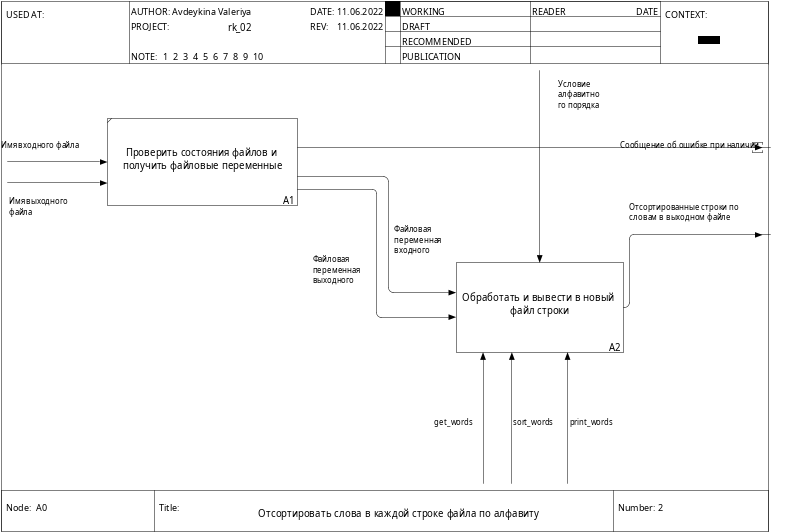 USED AT:
AUTHOR: Avdeykina Valeriya
DATE: 11.06.2022
WORKING
READER
DATE
CONTEXT:
PROJECT:
rk_02
REV:
11.06.2022
DRAFT
RECOMMENDED
NOTE: 1 2 3 4 5 6 7 8 9 10
PUBLICATION
Условие
алфавитно
го порядка
Имя входного файла
Проверить состояния файлов и
получить файловые переменные
A1
Сообщение об ошибке при наличии
Имя выходного
файла
Отсортированные строки по
словам в выходном файле
Файловая
переменная
входного
Файловая
переменная
выходного
Обработать и вывести в новый
файл строки
A2
get_words
sort_words
print_words
Node: A0
Title:
Отсортировать слова в каждой строке файла по алфавиту
Number: 2